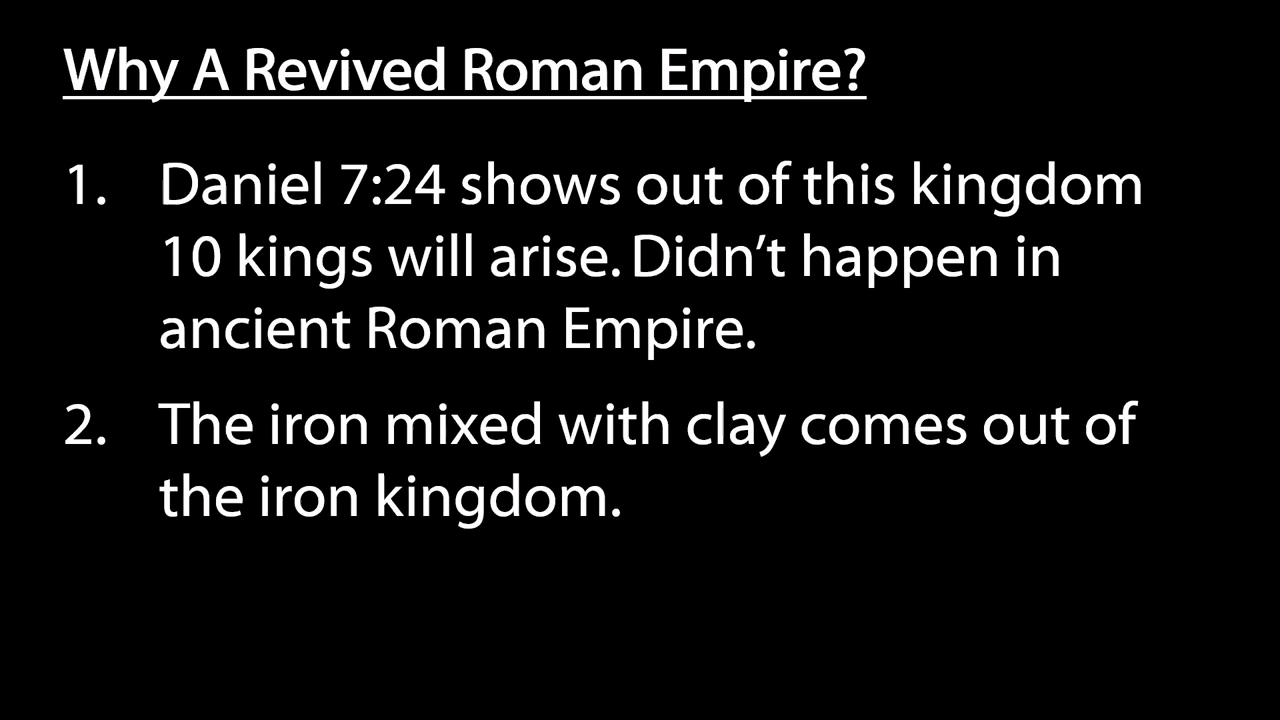 Why A Revived Roman Empire?
1. Daniel 7:24 shows out of this kingdom
10 kings will arise. Didn’t happen in
ancient Roman Empire.
2. The iron mixed with clay comes out of
the iron kingdom.